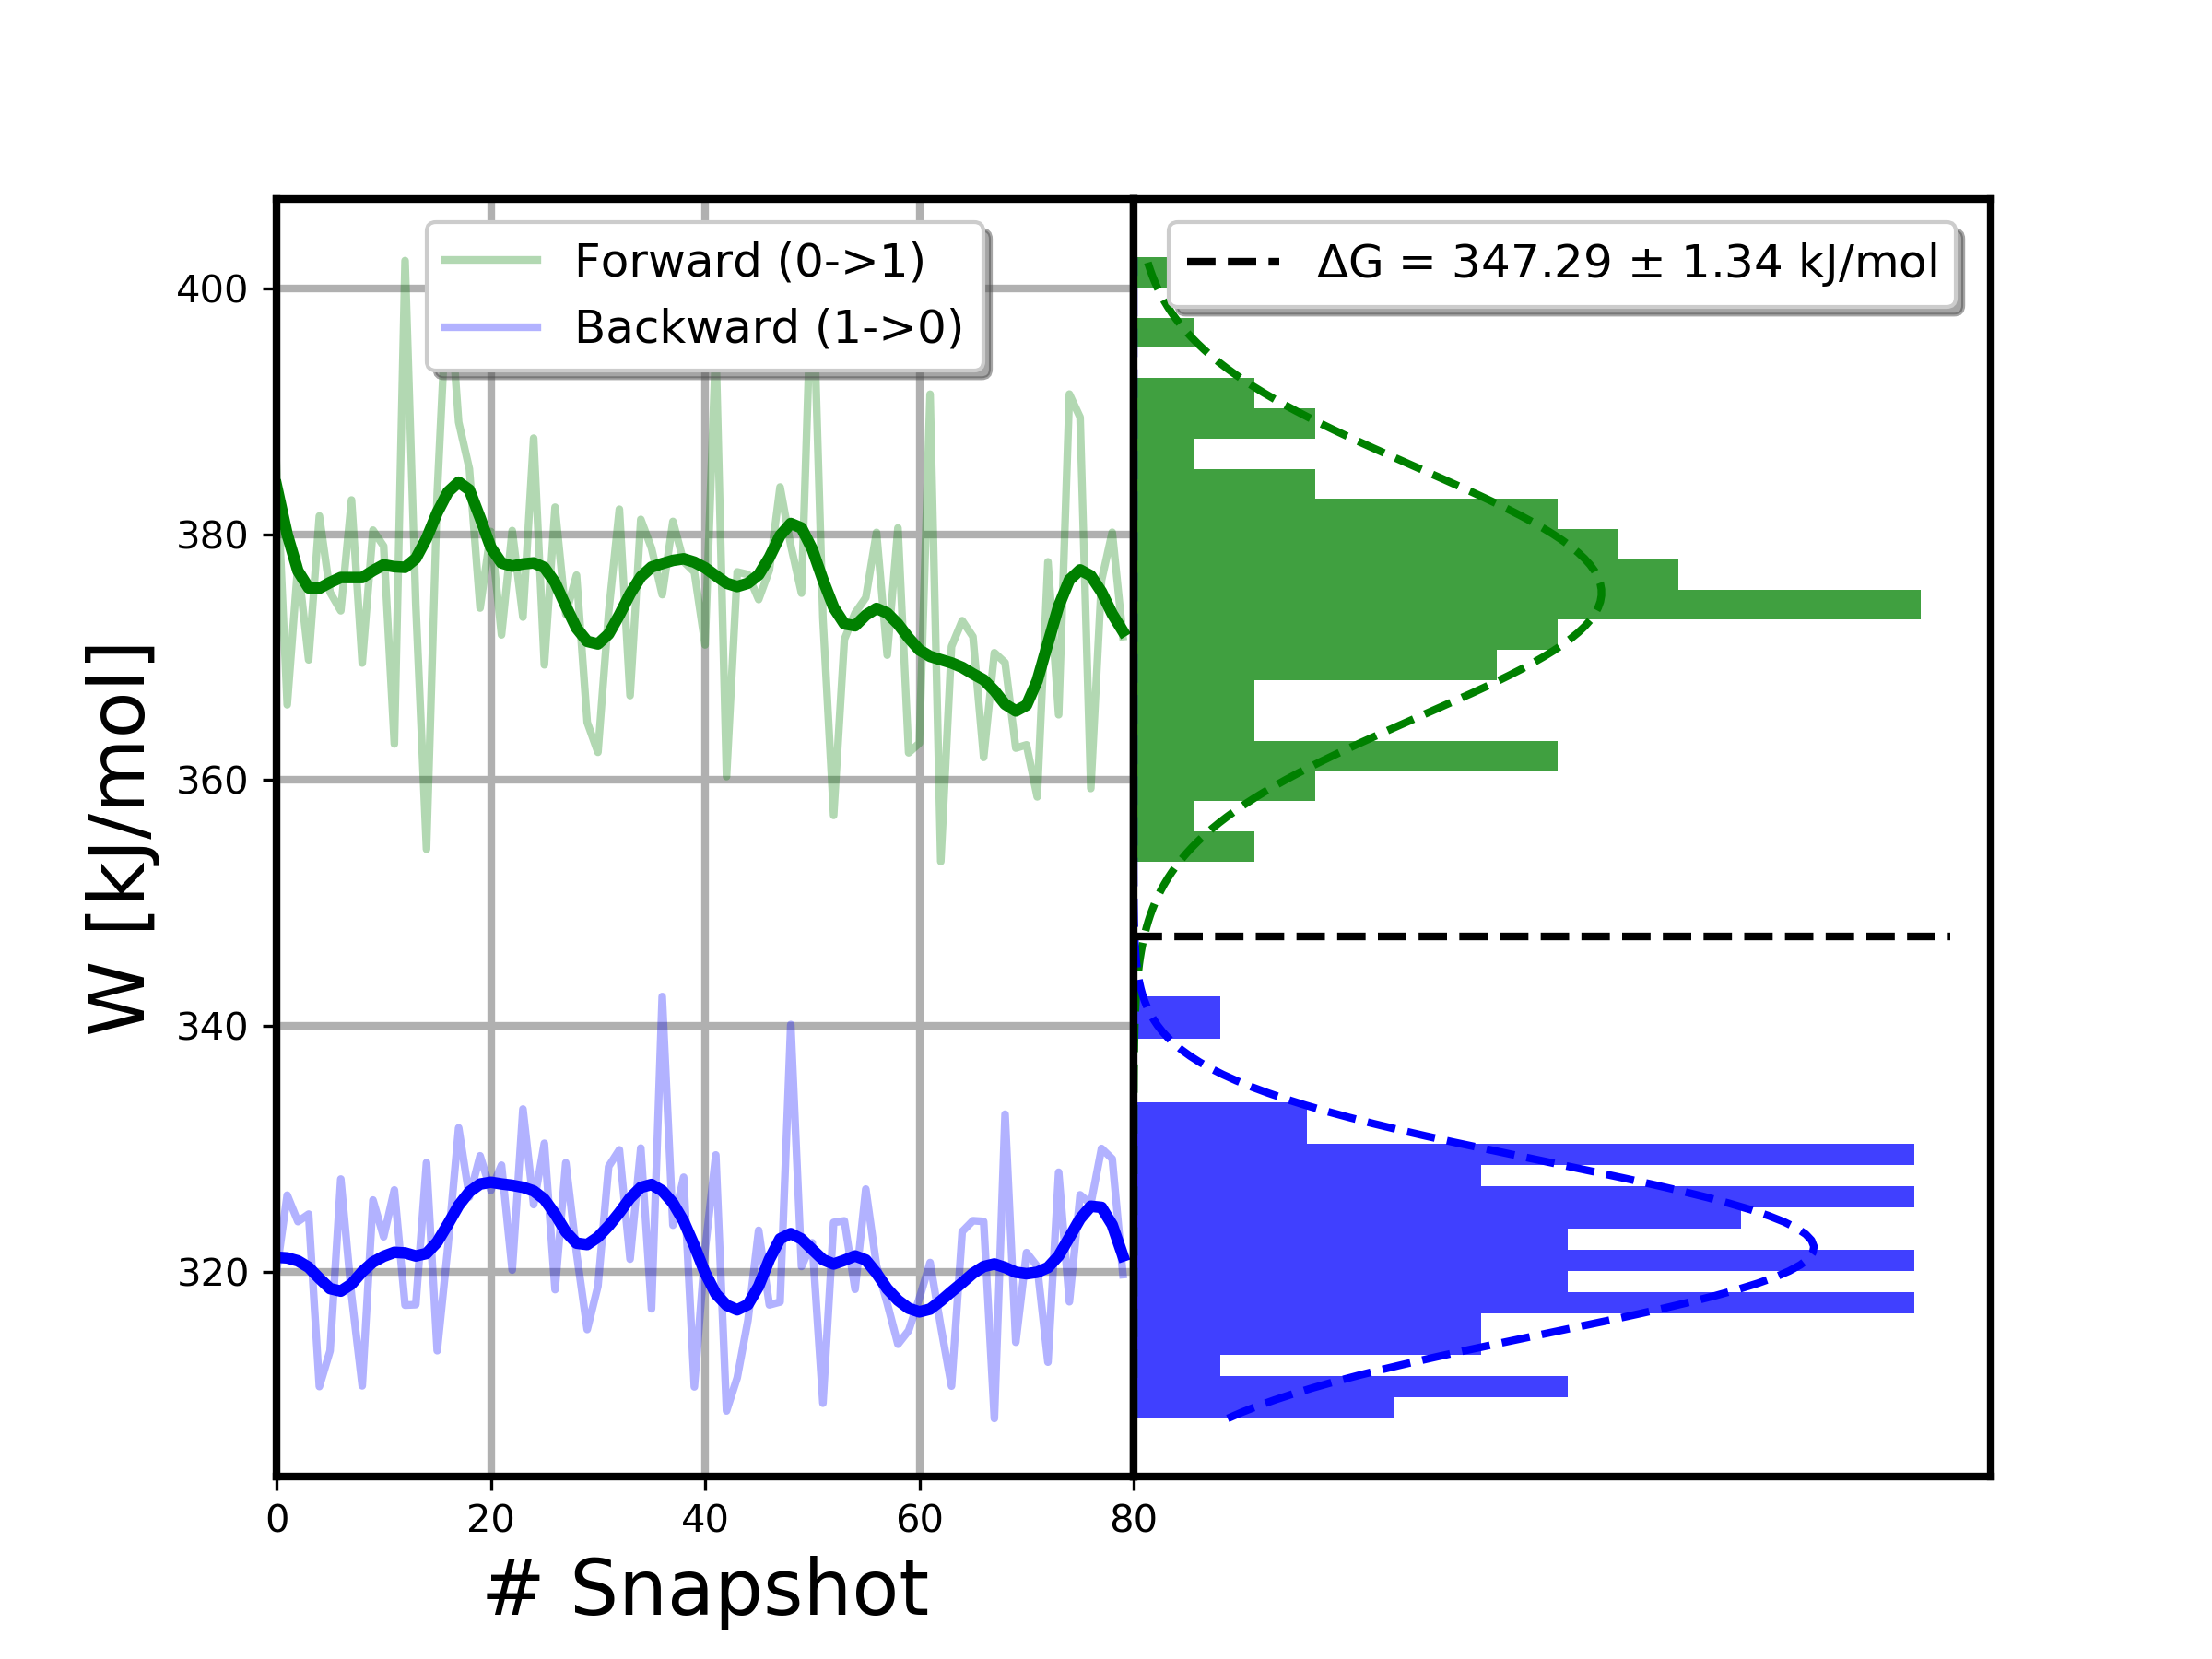 Forward (0->1)
Backward (1->0)
ΔG = 347.29 ± 1.34 kJ/mol
400
380
360
340
320
W [kJ/mol]
0
20
40
60
80
# Snapshot